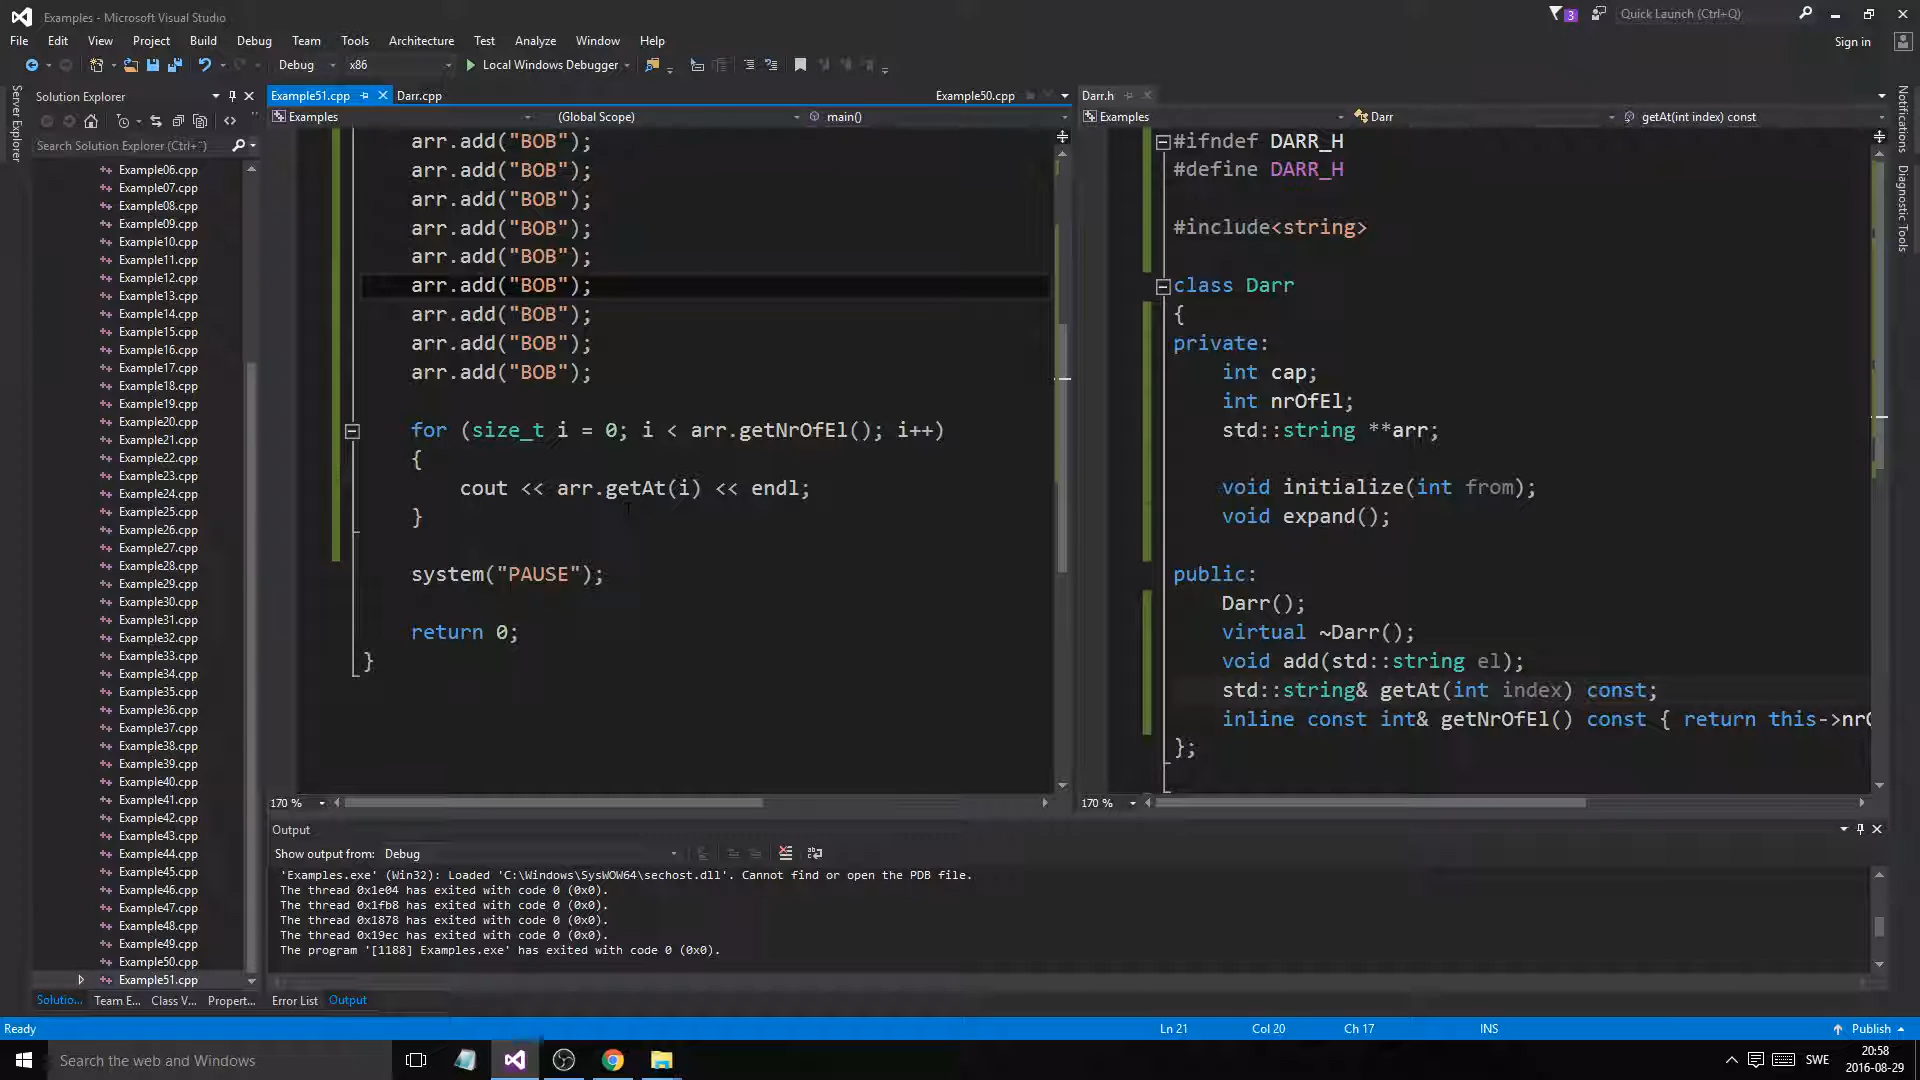 Examples - Microsoft Visual Studio
3
Quick Launch (Ctrl+Q)
File Edit View Project Build Debug Team Tools Architecture Test Analyze Window Help
Sign in
Debug x86 Local Windows Debugger
Server Explorer
Solution Explorer
Search Solution Explorer (Ctrl+¨)
Example06.cpp
Example07.cpp
Example08.cpp
Example09.cpp
Example10.cpp
Example11.cpp
Example12.cpp
Example13.cpp
Example14.cpp
Example15.cpp
Example16.cpp
Example17.cpp
Example18.cpp
Example19.cpp
Example20.cpp
Example21.cpp
Example22.cpp
Example23.cpp
Example24.cpp
Example25.cpp
Example26.cpp
Example27.cpp
Example28.cpp
Example29.cpp
Example30.cpp
Example31.cpp
Example32.cpp
Example33.cpp
Example34.cpp
Example35.cpp
Example36.cpp
Example37.cpp
Example38.cpp
Example39.cpp
Example40.cpp
Example41.cpp
Example42.cpp
Example43.cpp
Example44.cpp
Example45.cpp
Example46.cpp
Example47.cpp
Example48.cpp
Example49.cpp
Example50.cpp
Example51.cpp
Solutio... Team E... Class V... Propert...
Example51.cpp Darr.cpp Example50.cpp
Examples (Global Scope) main()
arr.add("BOB");
arr.add("BOB");
arr.add("BOB");
arr.add("BOB");
arr.add("BOB");
arr.add("BOB");
arr.add("BOB");
arr.add("BOB");
arr.add("BOB");
for (size_t i = 0; i < arr.getNrOfEl(); i++)
{
cout << arr.getAt(i) << endl;
}
system("PAUSE");
return 0;
}
170 %
Darr.h
Examples Darr getAt(int index) const
#ifndef DARR_H
#define DARR_H
#include<string>
class Darr
{
private:
int cap;
int nrOfEl;
std::string **arr;
void initialize(int from);
void expand();
public:
Darr();
virtual ~Darr();
void add(std::string el);
std::string& getAt(int index) const;
inline const int& getNrOfEl() const { return this->nrO
};
170 %
Notifications
Diagnostic Tools
Output
Show output from: Debug
'Examples.exe' (Win32): Loaded 'C:\Windows\SysWOW64\sechost.dll'. Cannot find or open the PDB file.
The thread 0x1e04 has exited with code 0 (0x0).
The thread 0x1fb8 has exited with code 0 (0x0).
The thread 0x1878 has exited with code 0 (0x0).
The thread 0x19ec has exited with code 0 (0x0).
The program '[1188] Examples.exe' has exited with code 0 (0x0).
Error List Output
Ready Ln 21 Col 20 Ch 17 INS Publish
Search the web and Windows
SWE
20:58
2016-08-29